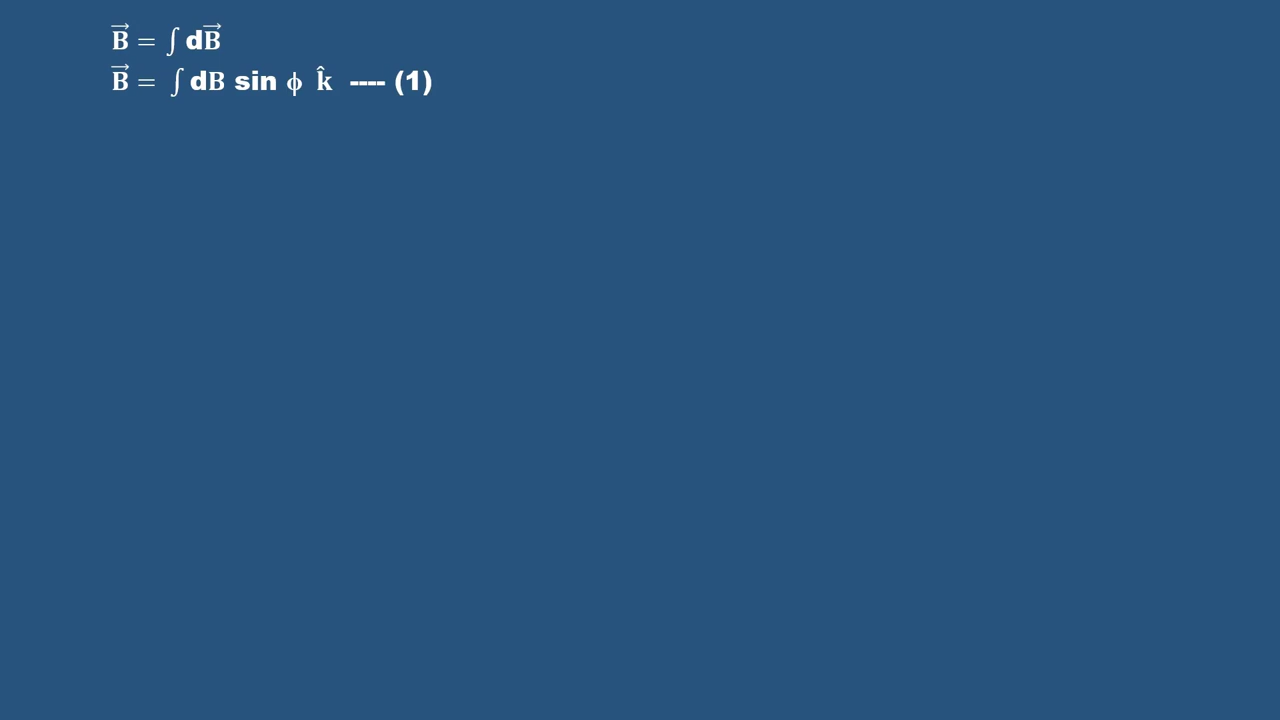 B⃗ = ∫ dB⃗
B⃗ = ∫ dB sin ϕ k̂ ---- (1)